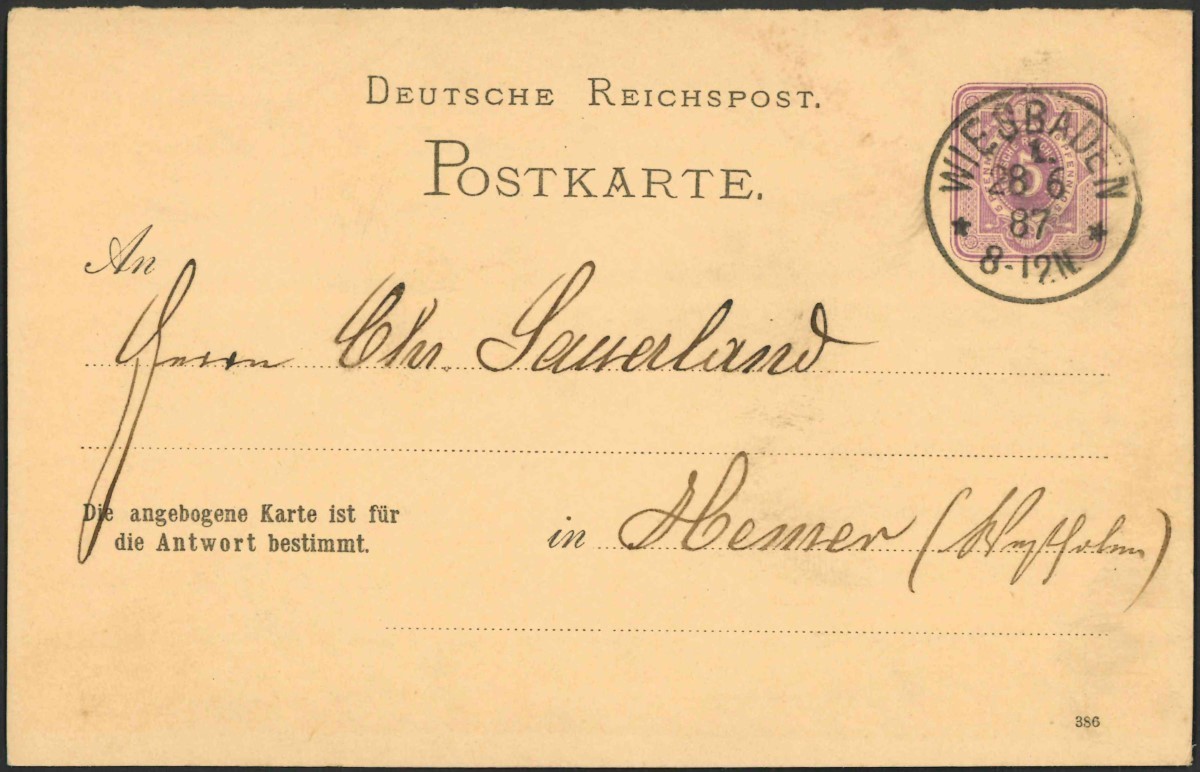 DEUTSCHE REICHSPOST.
POSTKARTE.
WIESBADEN
1.
28 6
87
8-12N.
5
An
Herrn Chr. Sauerland
Die angebogene Karte ist für
die Antwort bestimmt.
in Hemer (Westfalen)
386